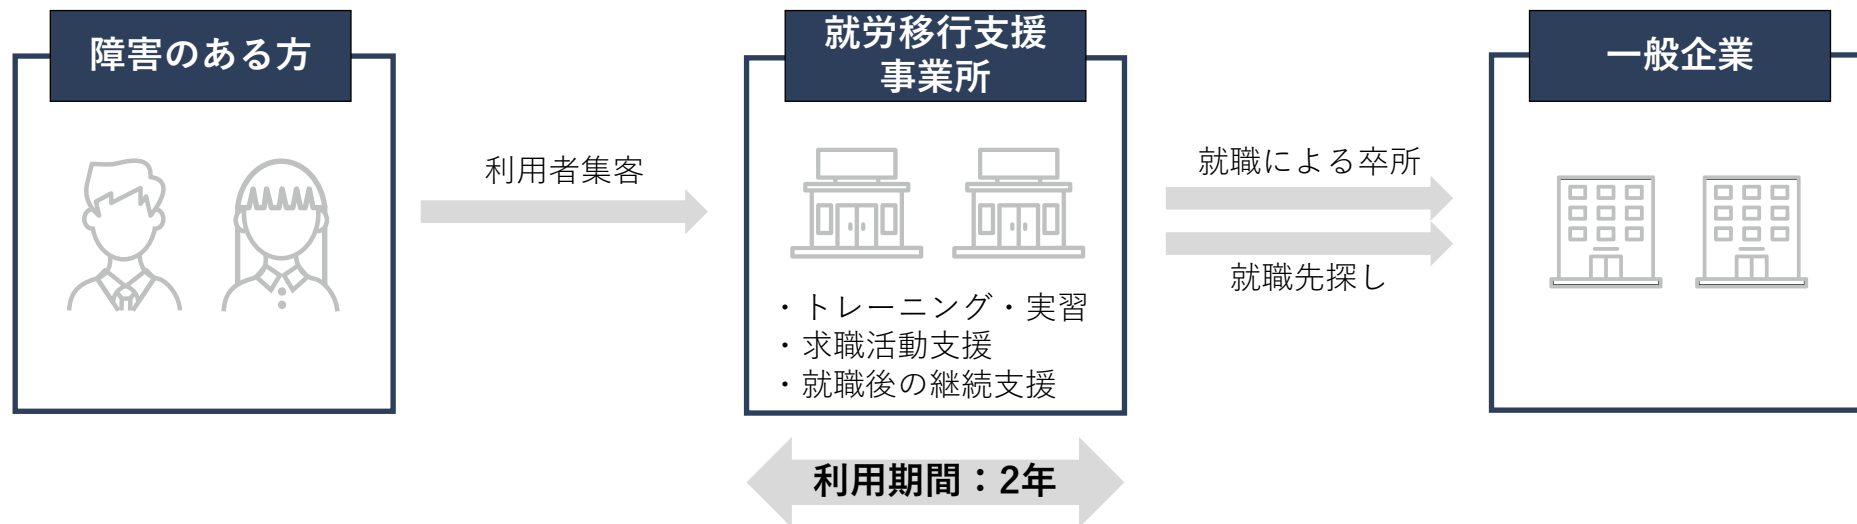 障害のある方
利用者集客
就労移行支援
事業所
・トレーニング・実習
・求職活動支援
・就職後の継続支援
利用期間：2年
就職による卒所
就職先探し
一般企業